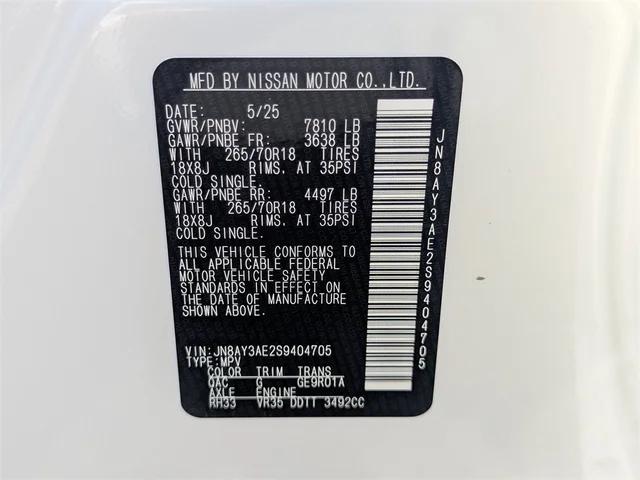 MFD BY NISSAN MOTOR CO.,LTD.
DATE: 5/25
GVWR/PNBV: 7810 LB
GAWR/PNBE FR: 3638 LB
WITH 265/70R18 TIRES
18X8J RIMS, AT 35PSI
COLD SINGLE.
GAWR/PNBE RR: 4497 LB
WITH 265/70R18 TIRES
18X8J RIMS, AT 35PSI
COLD SINGLE.
THIS VEHICLE CONFORMS TO
ALL APPLICABLE FEDERAL
MOTOR VEHICLE SAFETY
STANDARDS IN EFFECT ON
THE DATE OF MANUFACTURE
SHOWN ABOVE.
VIN:JN8AY3AE2S9404705
TYPE:MPV
COLOR TRIM TRANS
QAC G GE9R01A
AXLE ENGINE
RH33 VR35 DDTT 3492CC
JN8AY3AE2S9404705